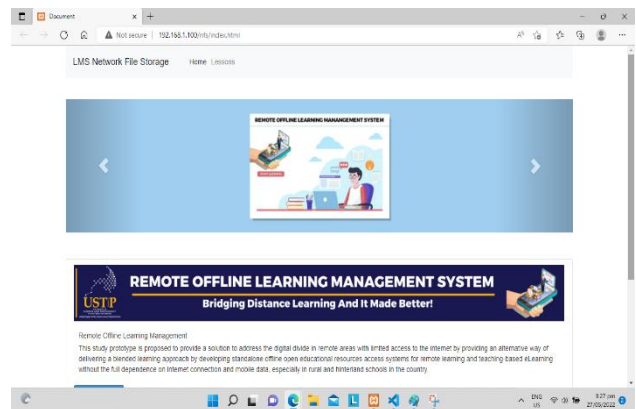 Document
Not secure | 192.168.1.100/nfs/index.html
LMS Network File Storage Home Lessons
REMOTE OFFLINE LEARNING MANAGEMENT SYSTEM
REMOTE OFFLINE LEARNING MANAGEMENT SYSTEM
USTP
Bridging Distance Learning And It Made Better!
Remote Offline Learning Management
This study prototype is proposed to provide a solution to address the digital divide in remote areas with limited access to the internet by providing an alternative way of
delivering a blended learning approach by developing standalone offline open educational resources access systems for remote learning and teaching based eLearning
without the full dependence on internet connection and mobile data, especially in rural and hinterland schools in the country.
ENG 9:27 pm
US 27/05/2022